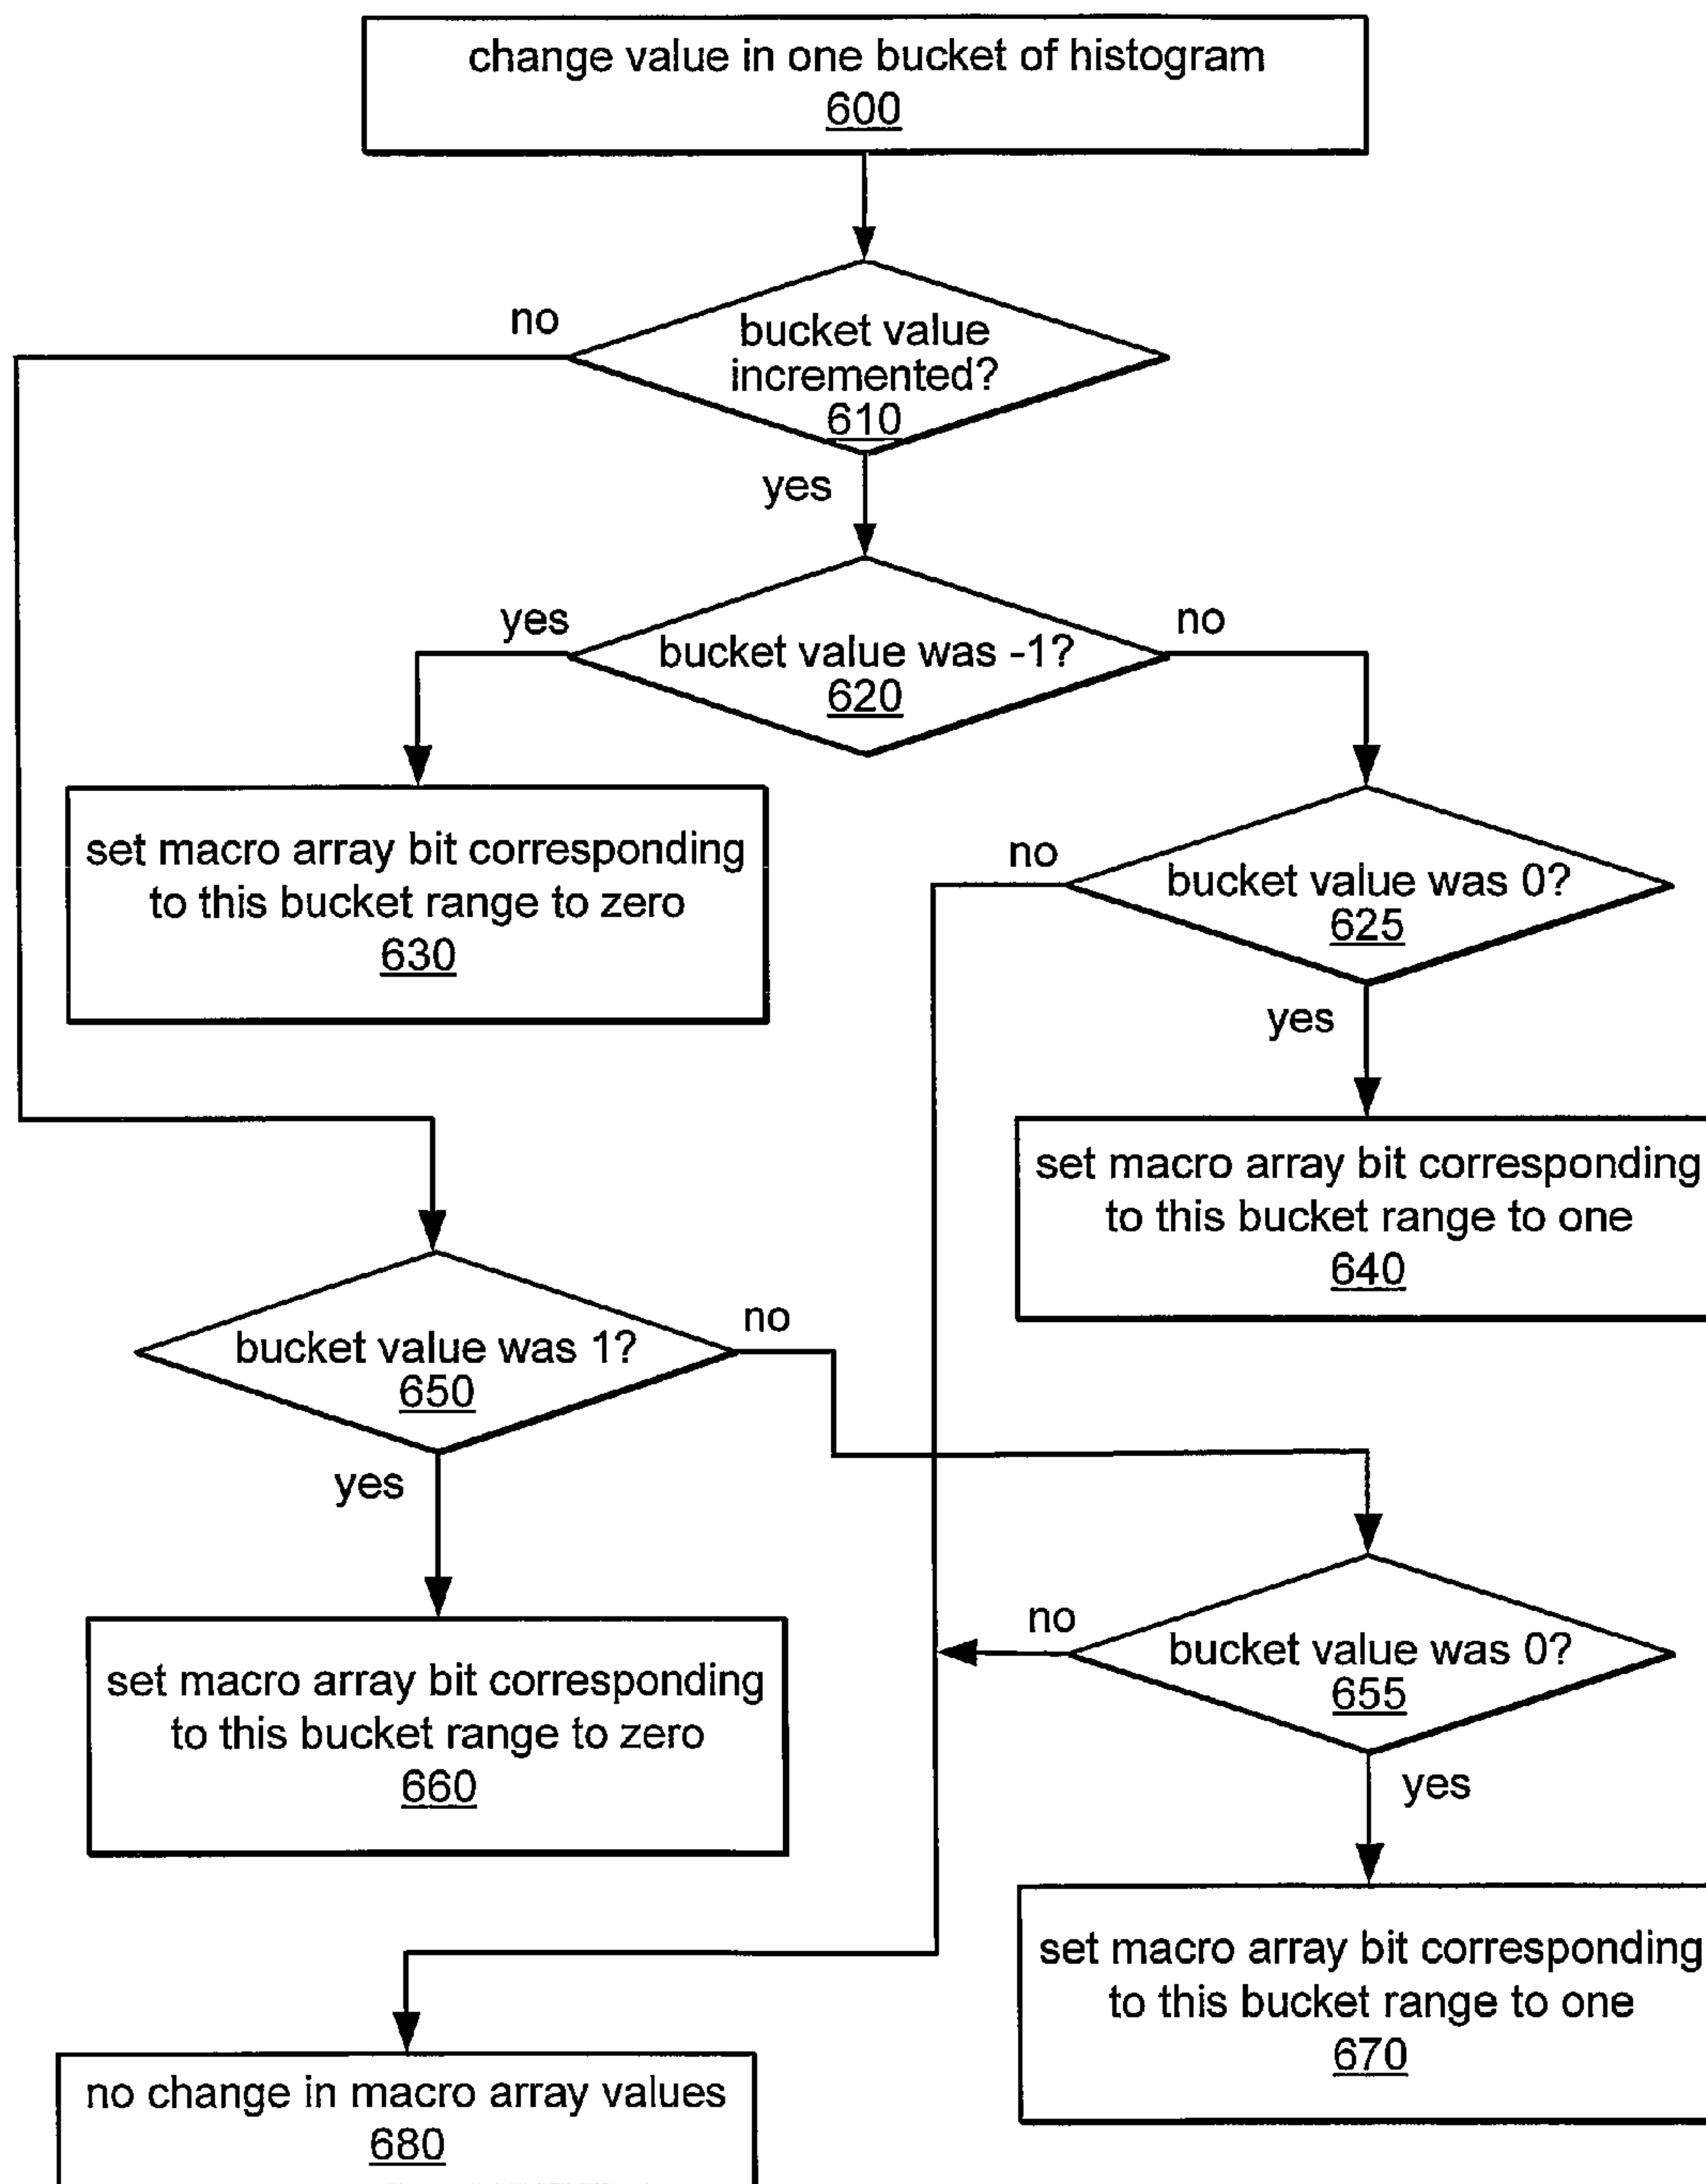 change value in one bucket of histogram
600
no
bucket value
incremented?
610
yes
yes
no
bucket value was -1?
620
set macro array bit corresponding
to this bucket range to zero
630
no
bucket value was 0?
625
yes
set macro array bit corresponding
to this bucket range to one
640
no
bucket value was 1?
650
yes
no
bucket value was 0?
655
set macro array bit corresponding
to this bucket range to zero
660
yes
set macro array bit corresponding
to this bucket range to one
670
no change in macro array values
680